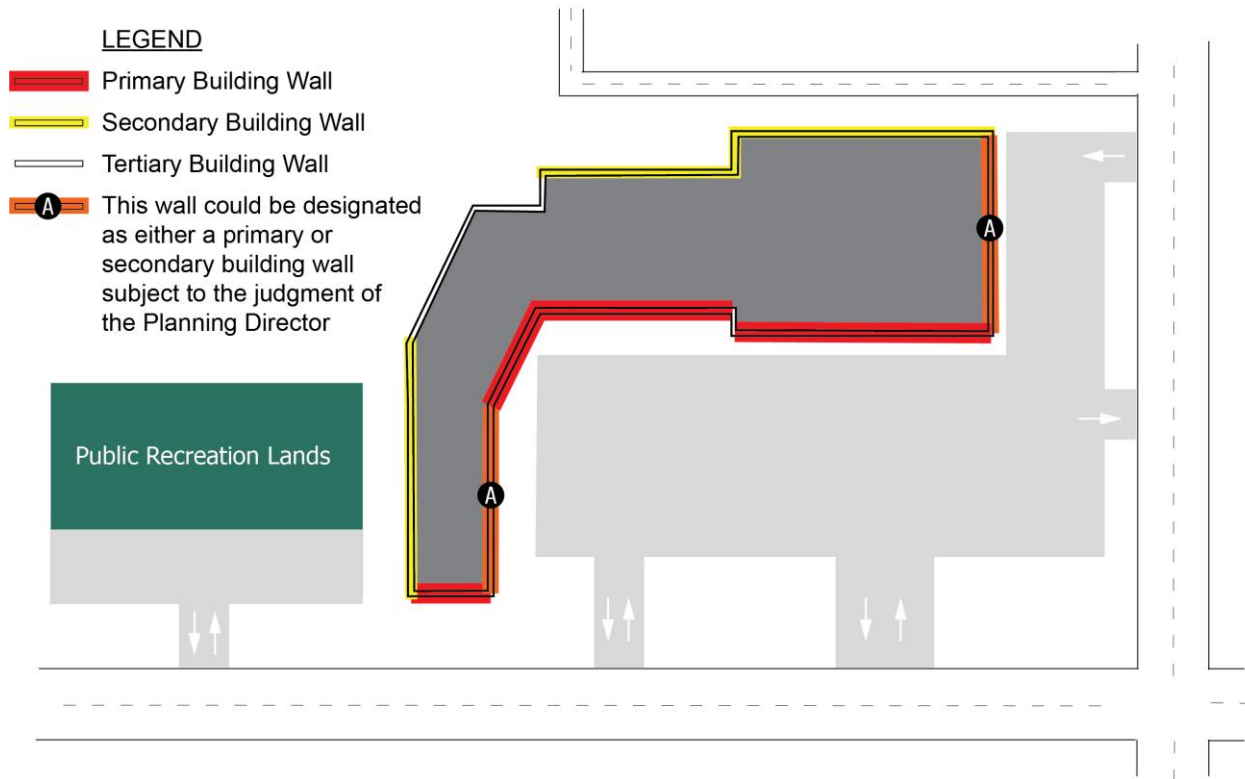 LEGEND
Primary Building Wall
Secondary Building Wall
Tertiary Building Wall
A
This wall could be designated
as either a primary or
secondary building wall
subject to the judgment of
the Planning Director
A
Public Recreation Lands
A